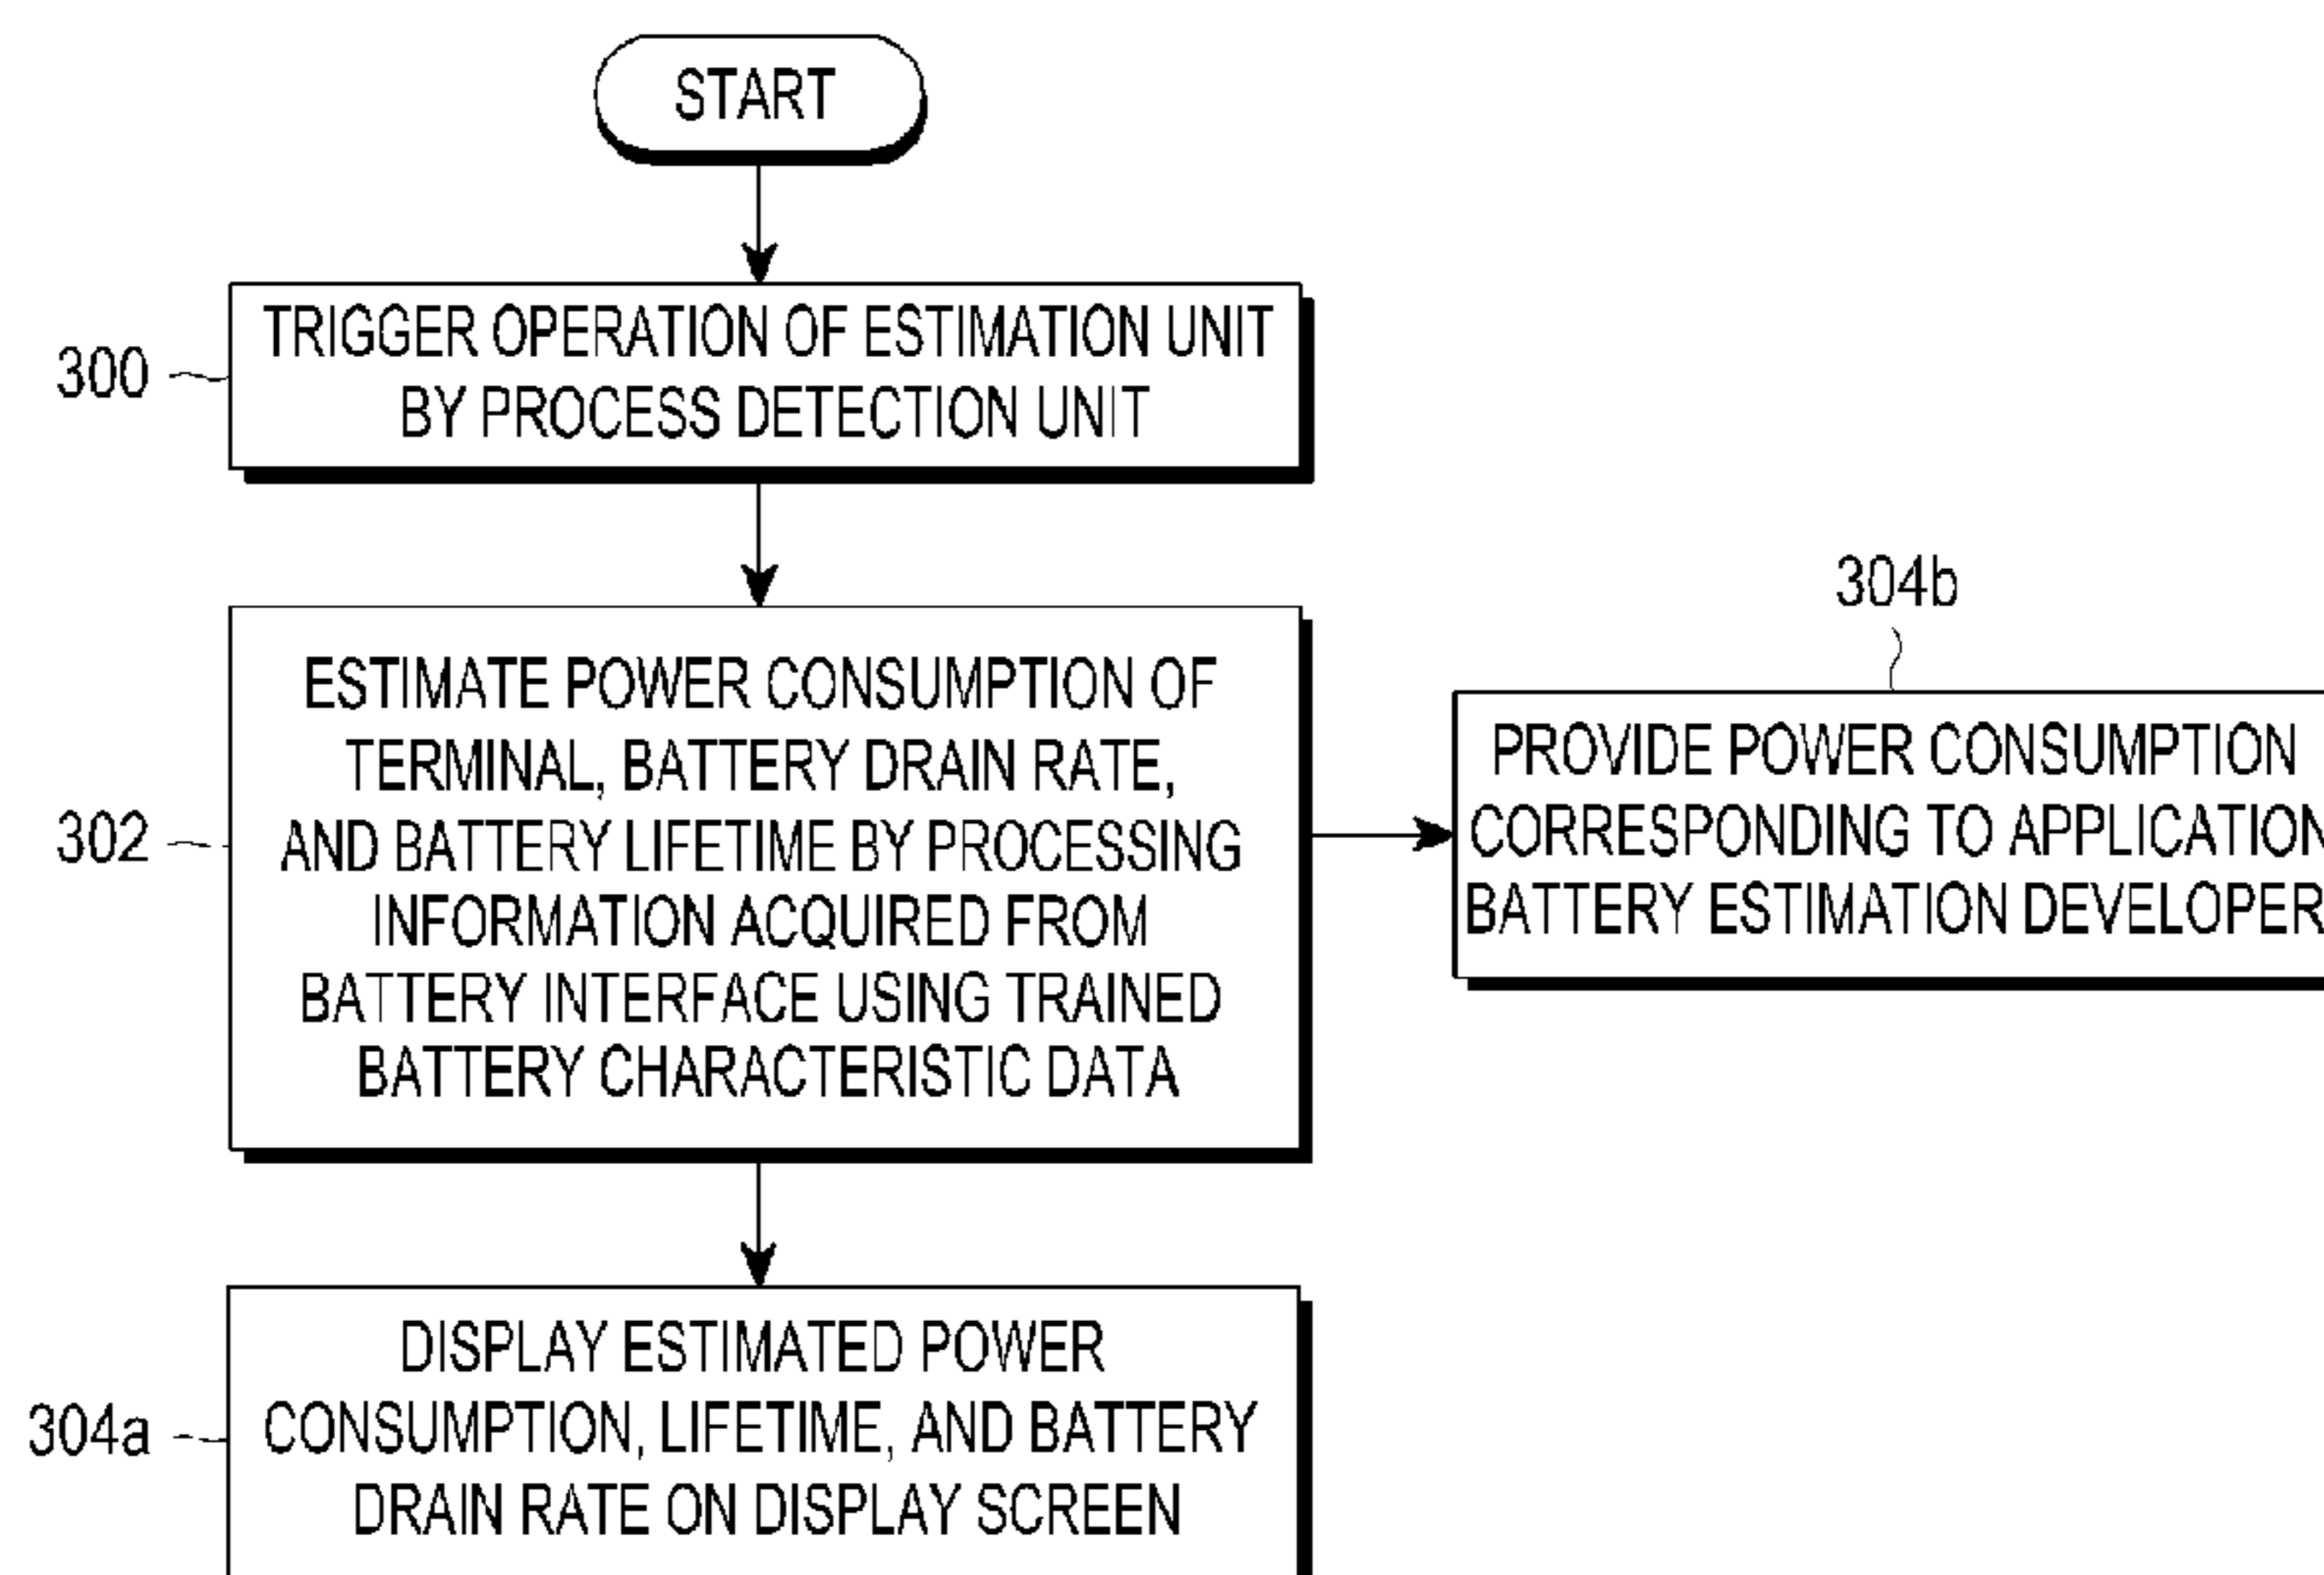 START
300
TRIGGER OPERATION OF ESTIMATION UNIT
BY PROCESS DETECTION UNIT
302
ESTIMATE POWER CONSUMPTION OF
TERMINAL, BATTERY DRAIN RATE,
AND BATTERY LIFETIME BY PROCESSING
INFORMATION ACQUIRED FROM
BATTERY INTERFACE USING TRAINED
BATTERY CHARACTERISTIC DATA
304b
PROVIDE POWER CONSUMPTION
CORRESPONDING TO APPLICATION
BATTERY ESTIMATION DEVELOPER
304a
DISPLAY ESTIMATED POWER
CONSUMPTION, LIFETIME, AND BATTERY
DRAIN RATE ON DISPLAY SCREEN